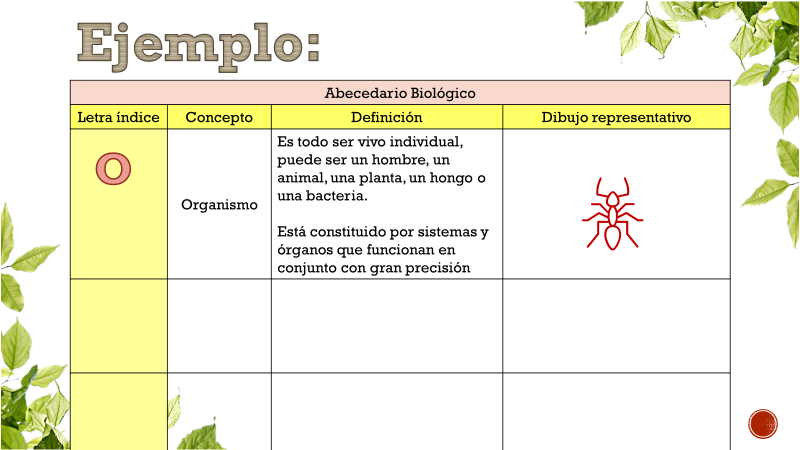 Ejemplo:
Abecedario Biológico
Letra índice Concepto Definición Dibujo representativo
O
Organismo
Es todo ser vivo individual,
puede ser un hombre, un
animal, una planta, un hongo o
una bacteria.
Está constituido por sistemas y
órganos que funcionan en
conjunto con gran precisión